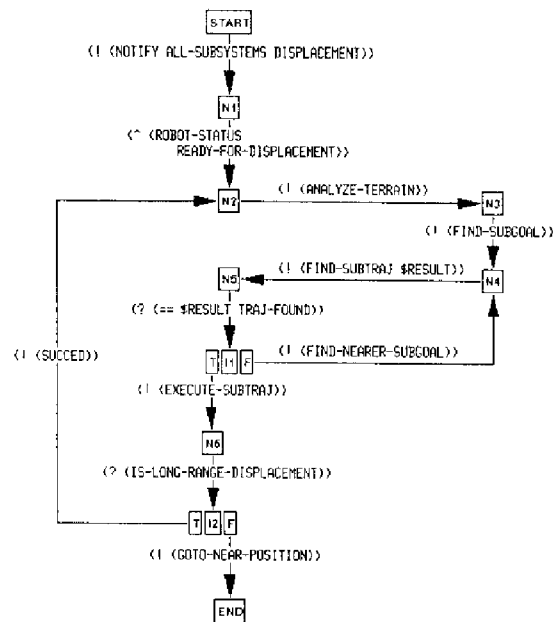 START
(! (NOTIFY ALL-SUBSYSTEMS DISPLACEMENT))
N1
(^ (ROBOT-STATUS
READY-FOR-DISPLACEMENT))
N2
(! (ANALYZE-TERRAIN))
N3
(! (FIND-SUBGOAL))
N5
(! (FIND-SUBTRAJ $RESULT))
N4
(? (== $RESULT TRAJ-FOUND))
(! (SUCCED))
T I1 F
(! (FIND-NEARER-SUBGOAL))
(! (EXECUTE-SUBTRAJ))
N6
(? (IS-LONG-RANGE-DISPLACEMENT))
T I2 F
(! (GOTO-NEAR-POSITION))
END